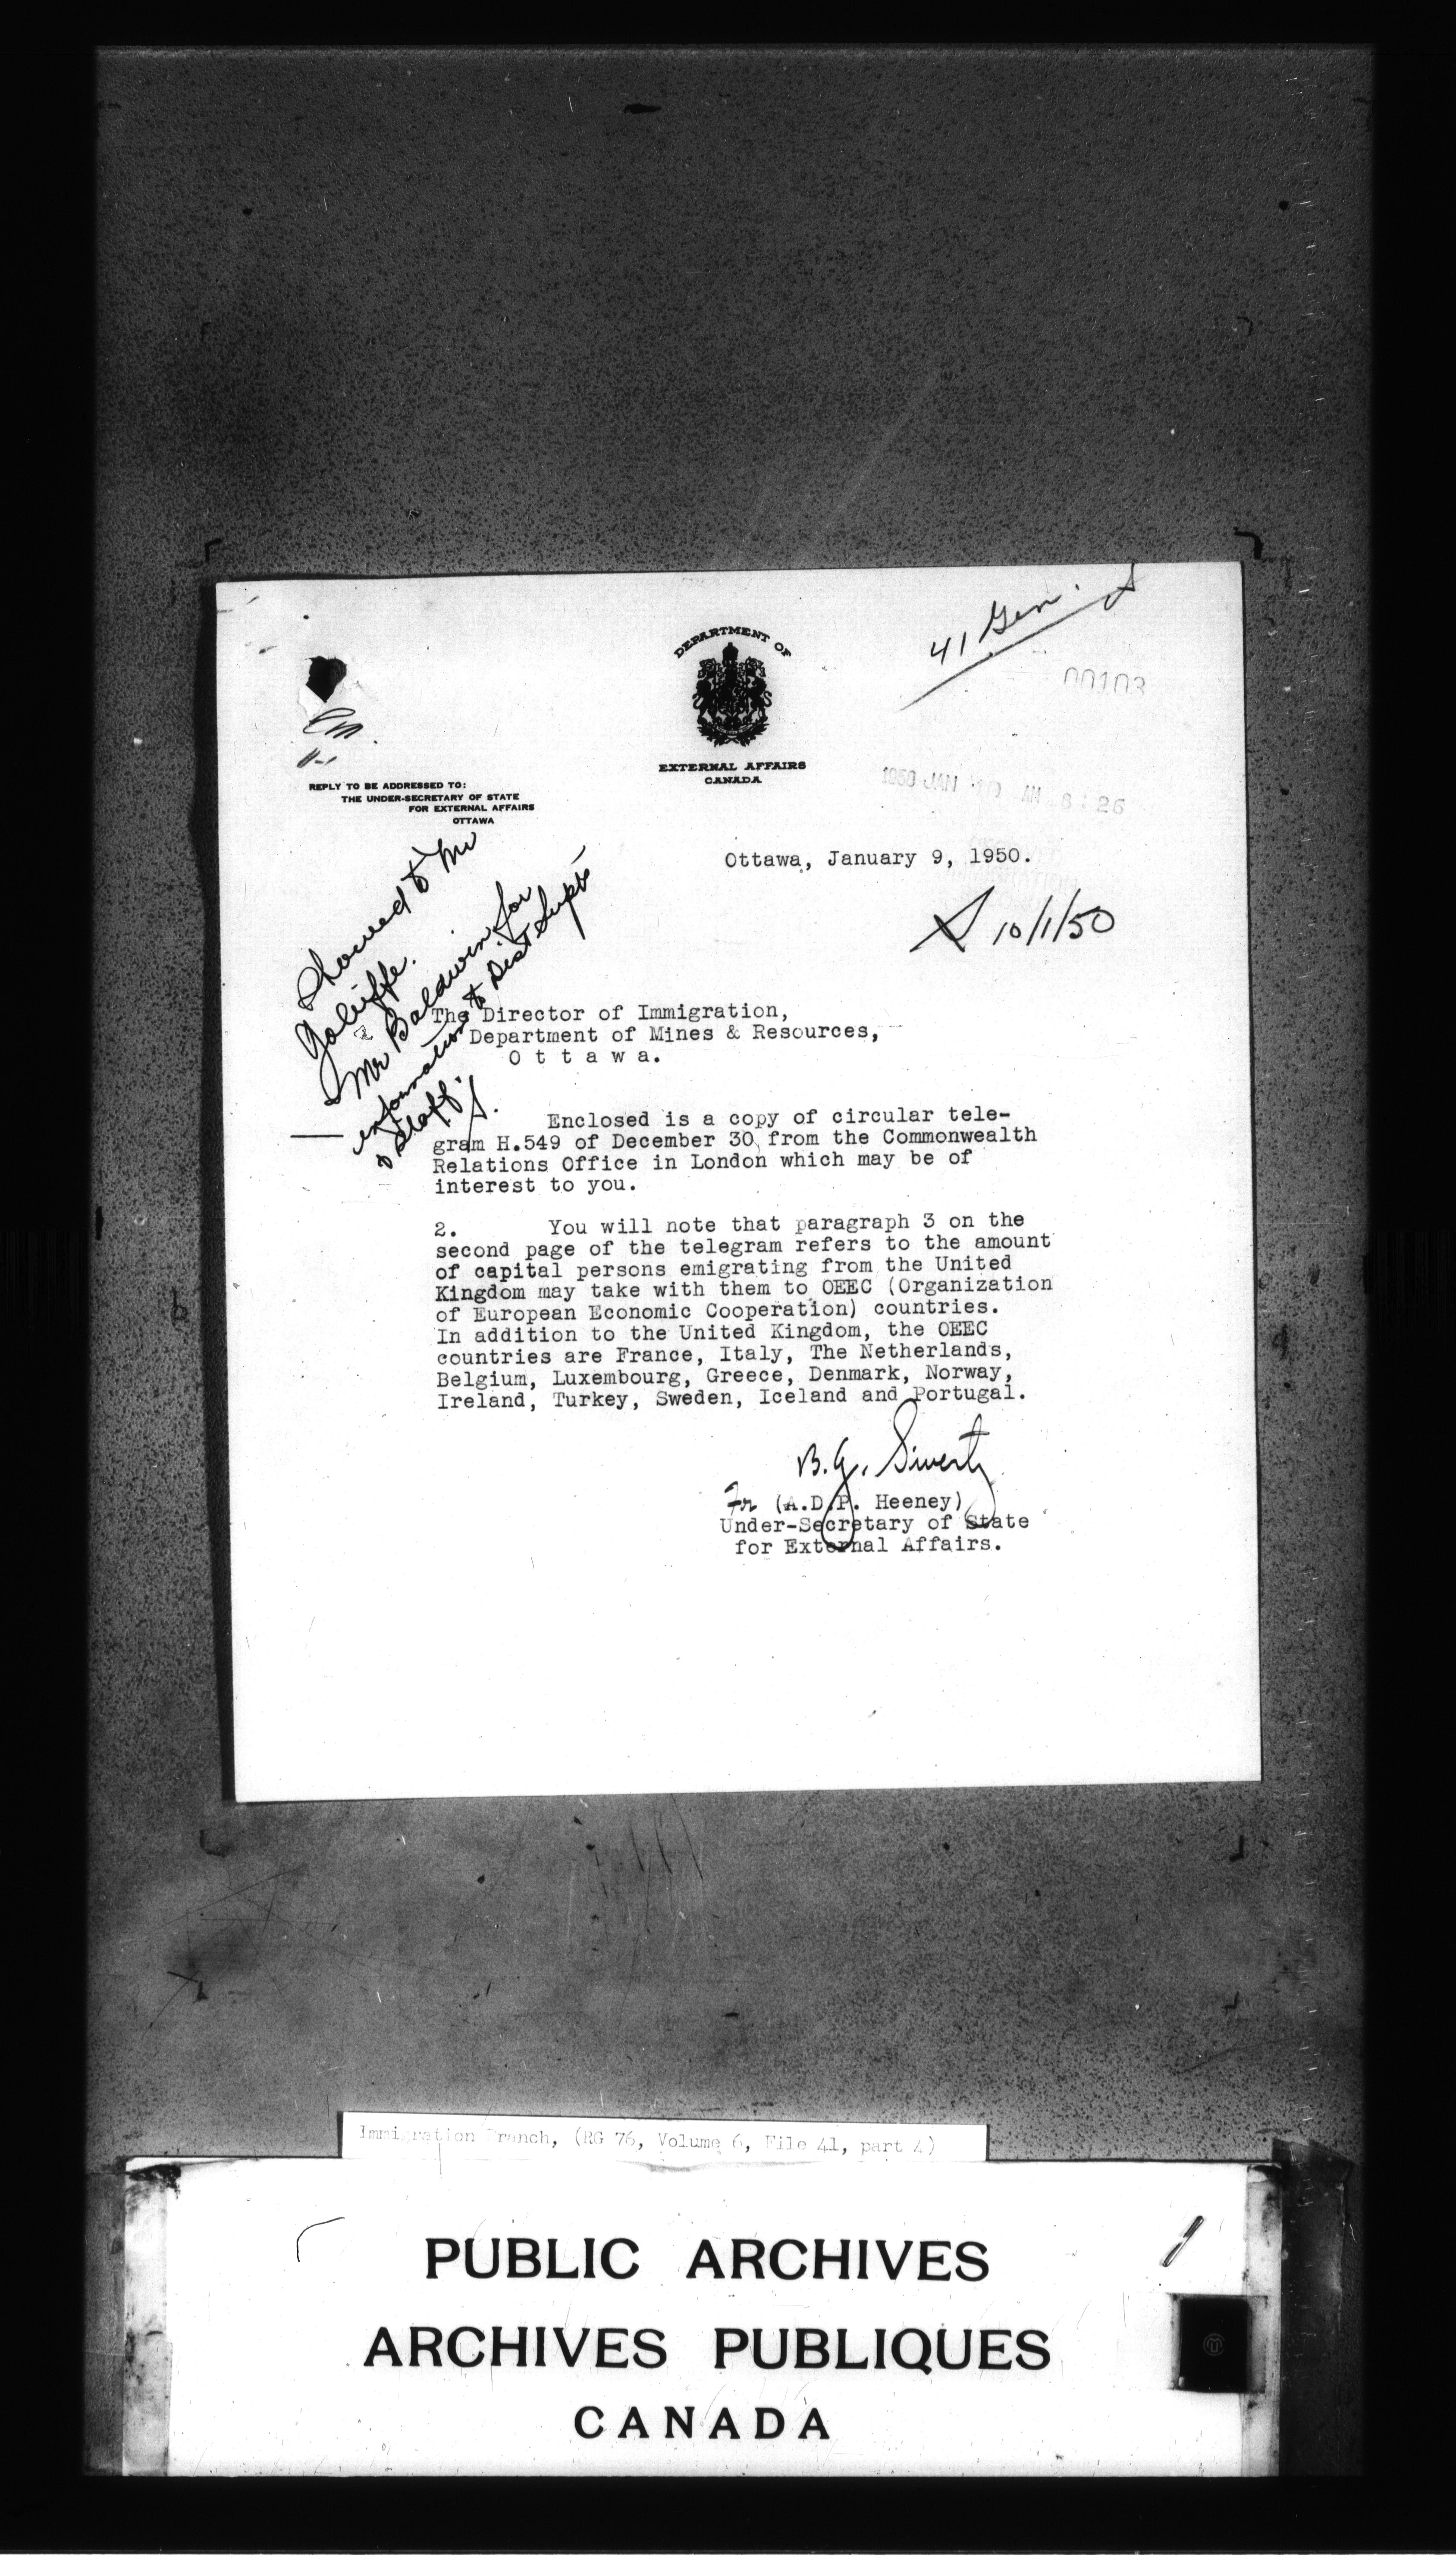 41 Gen.
00103
DEPARTMENT OF
EXTERNAL AFFAIRS
CANADA
REPLY TO BE ADDRESSED TO:
THE UNDER-SECRETARY OF STATE
FOR EXTERNAL AFFAIRS
OTTAWA
1950 JAN 10 AM 8:26
Ottawa, January 9, 1950.
10/1/50
Showed to Mr
Joliffe.
Mr Baldwin for
information to Dist Supts
& Staff.
The Director of Immigration,
Department of Mines & Resources,
O t t a w a.
Enclosed is a copy of circular tele-
gram H.549 of December 30, from the Commonwealth
Relations Office in London which may be of
interest to you.
2. You will note that paragraph 3 on the
second page of the telegram refers to the amount
of capital persons emigrating from the United
Kingdom may take with them to OEEC (Organization
of European Economic Cooperation) countries.
In addition to the United Kingdom, the OEEC
countries are France, Italy, The Netherlands,
Belgium, Luxembourg, Greece, Denmark, Norway,
Ireland, Turkey, Sweden, Iceland and Portugal.
B.G. Sivertz
For (A.D.P. Heeney)
Under-Secretary of State
for External Affairs.
Immigration Branch, (RG 76, Volume 6, File 41, part 4)
PUBLIC ARCHIVES
ARCHIVES PUBLIQUES
CANADA